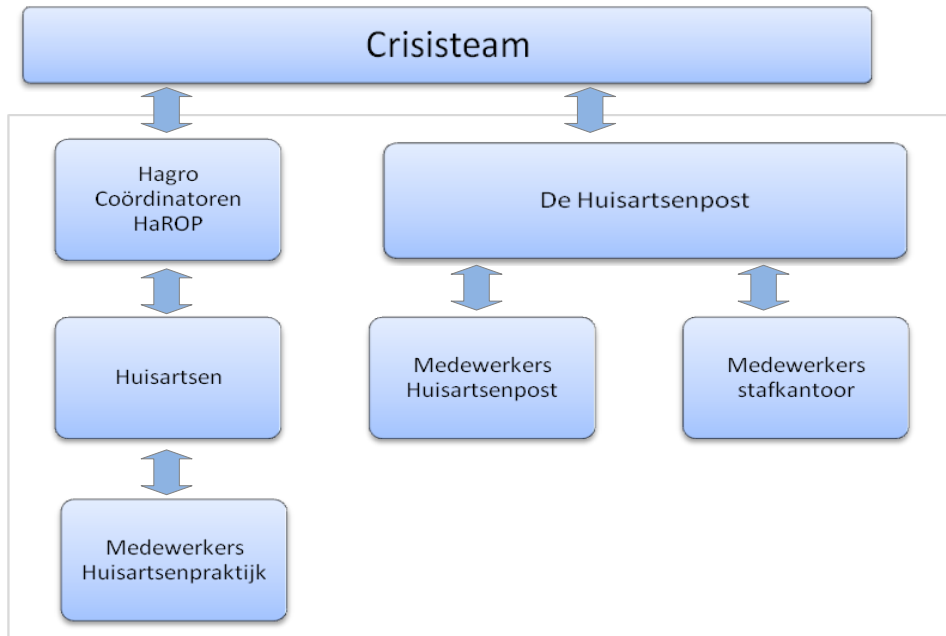 Crisisteam
Hagro
Coördinatoren
HaROP
De Huisartsenpost
Huisartsen
Medewerkers
Huisartsenpost
Medewerkers
stafkantoor
Medewerkers
Huisartsenpraktijk